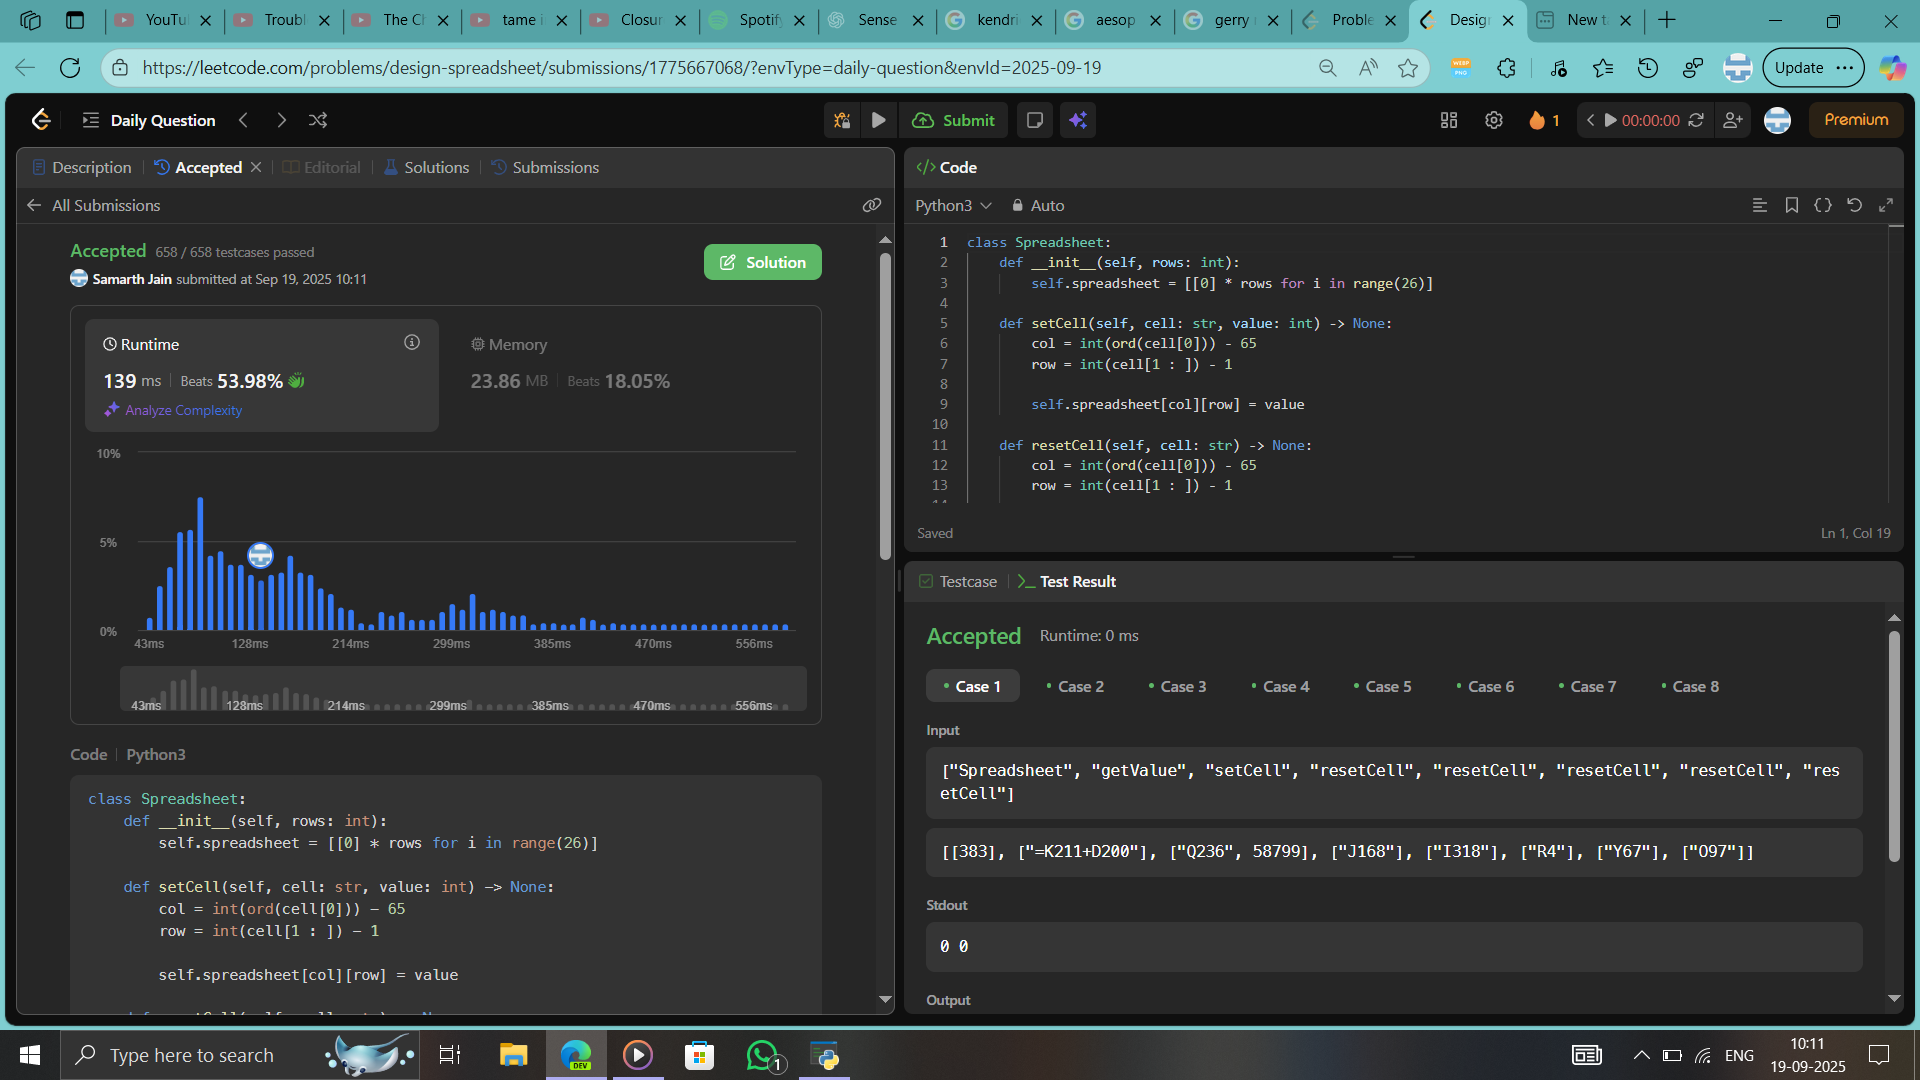 YouTu
Troubl
The Ch
tame i
Closur
Spotify
Sense
kendri
aesop
gerry
Proble
Desig
New t
https://leetcode.com/problems/design-spreadsheet/submissions/1775667068/?envType=daily-question&envId=2025-09-19
Update
Daily Question
Submit
1
00:00:00
Premium
Description
Accepted
Editorial
Solutions
Submissions
All Submissions
Accepted 658 / 658 testcases passed
Samarth Jain submitted at Sep 19, 2025 10:11
Solution
Runtime
139 ms Beats 53.98%
Analyze Complexity
Memory
23.86 MB Beats 18.05%
10%
5%
0%
43ms 128ms 214ms 299ms 385ms 470ms 556ms
43ms 128ms 214ms 299ms 385ms 470ms 556ms
Code Python3
class Spreadsheet:
def __init__(self, rows: int):
self.spreadsheet = [[0] * rows for i in range(26)]
def setCell(self, cell: str, value: int) -> None:
col = int(ord(cell[0])) - 65
row = int(cell[1 : ]) - 1
self.spreadsheet[col][row] = value
</> Code
Python3 Auto
1 class Spreadsheet:
2 def __init__(self, rows: int):
3 self.spreadsheet = [[0] * rows for i in range(26)]
4
5 def setCell(self, cell: str, value: int) -> None:
6 col = int(ord(cell[0])) - 65
7 row = int(cell[1 : ]) - 1
8
9 self.spreadsheet[col][row] = value
10
11 def resetCell(self, cell: str) -> None:
12 col = int(ord(cell[0])) - 65
13 row = int(cell[1 : ]) - 1
Saved
Ln 1, Col 19
Testcase
Test Result
Accepted Runtime: 0 ms
Case 1
Case 2
Case 3
Case 4
Case 5
Case 6
Case 7
Case 8
Input
["Spreadsheet", "getValue", "setCell", "resetCell", "resetCell", "resetCell", "resetCell", "res
etCell"]
[[383], ["=K211+D200"], ["Q236", 58799], ["J168"], ["I318"], ["R4"], ["Y67"], ["O97"]]
Stdout
0 0
Output
Type here to search
DEV
1
ENG
10:11
19-09-2025